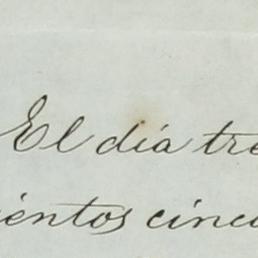 El día tre
ientos cinc